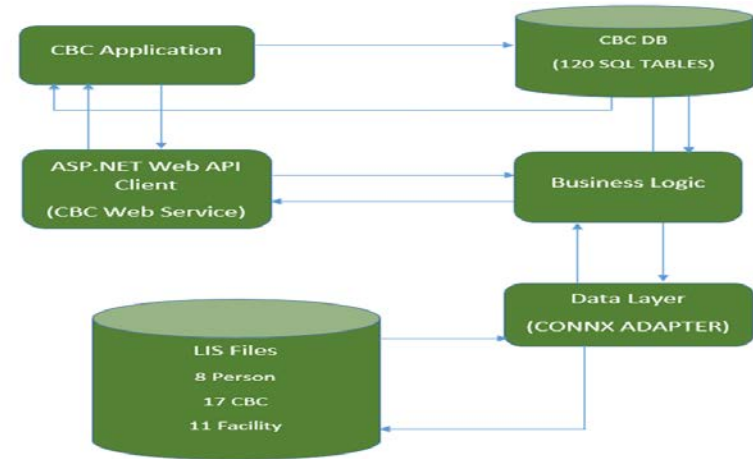 CBC Application
CBC DB
(120 SQL TABLES)
ASP.NET Web API
Client
(CBC Web Service)
Business Logic
Data Layer
(CONNX ADAPTER)
LIS Files
8 Person
17 CBC
11 Facility